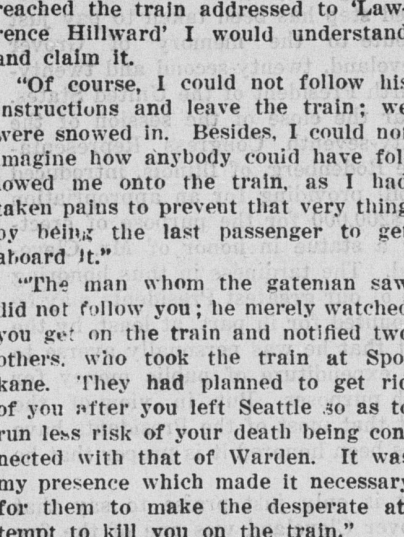 reached the train addressed to 'Law-
rence Hillward' I would understand
and claim it.
"Of course, I could not follow his
instructions and leave the train; we
were snowed in. Besides, I could not
imagine how anybody could have fol-
lowed me onto the train, as I had
taken pains to prevent that very thing
by being the last passenger to get
aboard it."
"The man whom the gateman saw
did not follow you; he merely watched
you get on the train and notified two
others, who took the train at Spo-
kane. They had planned to get rid
of you after you left Seattle so as to
run less risk of your death being con-
nected with that of Warden. It was
my presence which made it necessary
for them to make the desperate at-
tempt to kill you on the train."